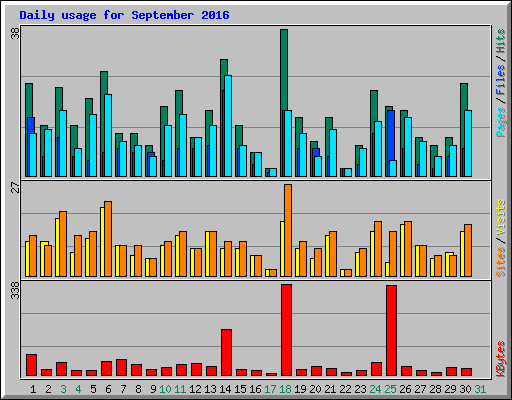 Daily usage for September 2016
38
Pages / Files / Hits
27
Sites / Visits
338
KBytes
1 2 3 4 5 6 7 8 9 10 11 12 13 14 15 16 17 18 19 20 21 22 23 24 25 26 27 28 29 30 31